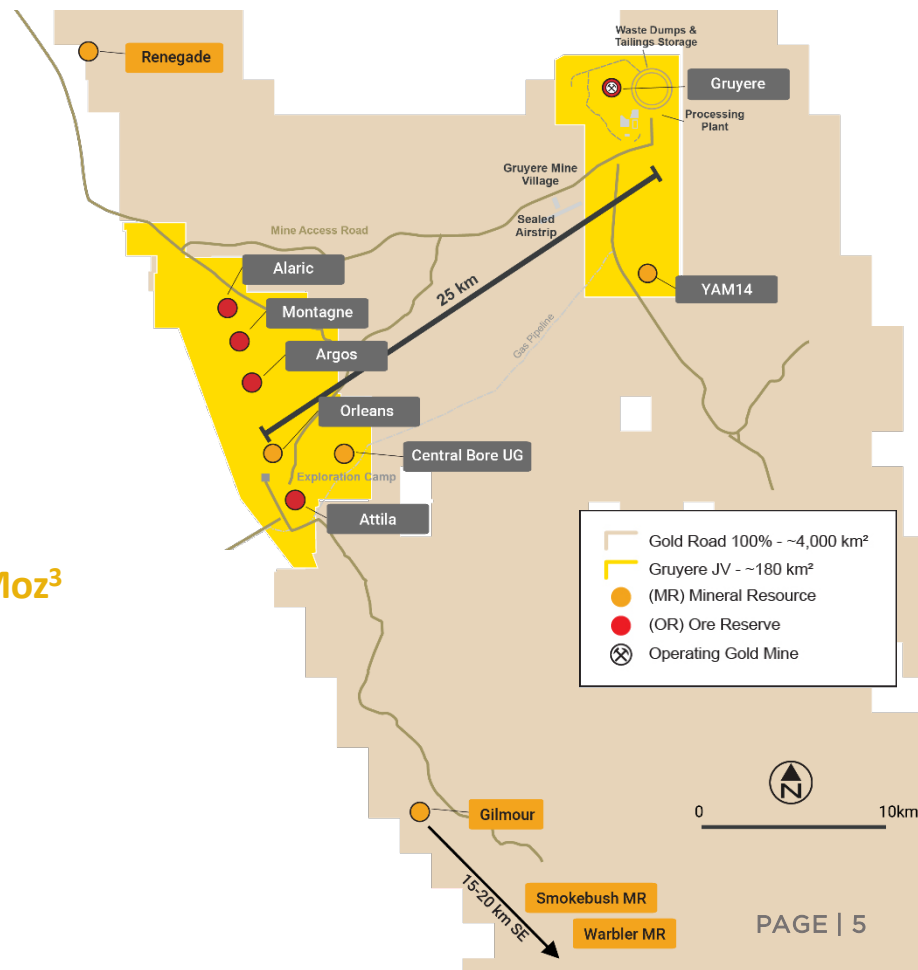 Renegade
Waste Dumps &
Tailings Storage
Gruyere
Processing
Plant
Gruyere Mine
Village
Sealed
Airstrip
Mine Access Road
25 km
Alaric
Montagne
Argos
YAM14
Gas Pipeline
Orleans
Central Bore UG
Exploration Camp
Attila
Moz³
Gold Road 100% - ~4,000 km²
Gruyere JV - ~180 km²
(MR) Mineral Resource
(OR) Ore Reserve
Operating Gold Mine
N
0 10km
Gilmour
15-20 km SE
Smokebush MR
Warbler MR
PAGE | 5